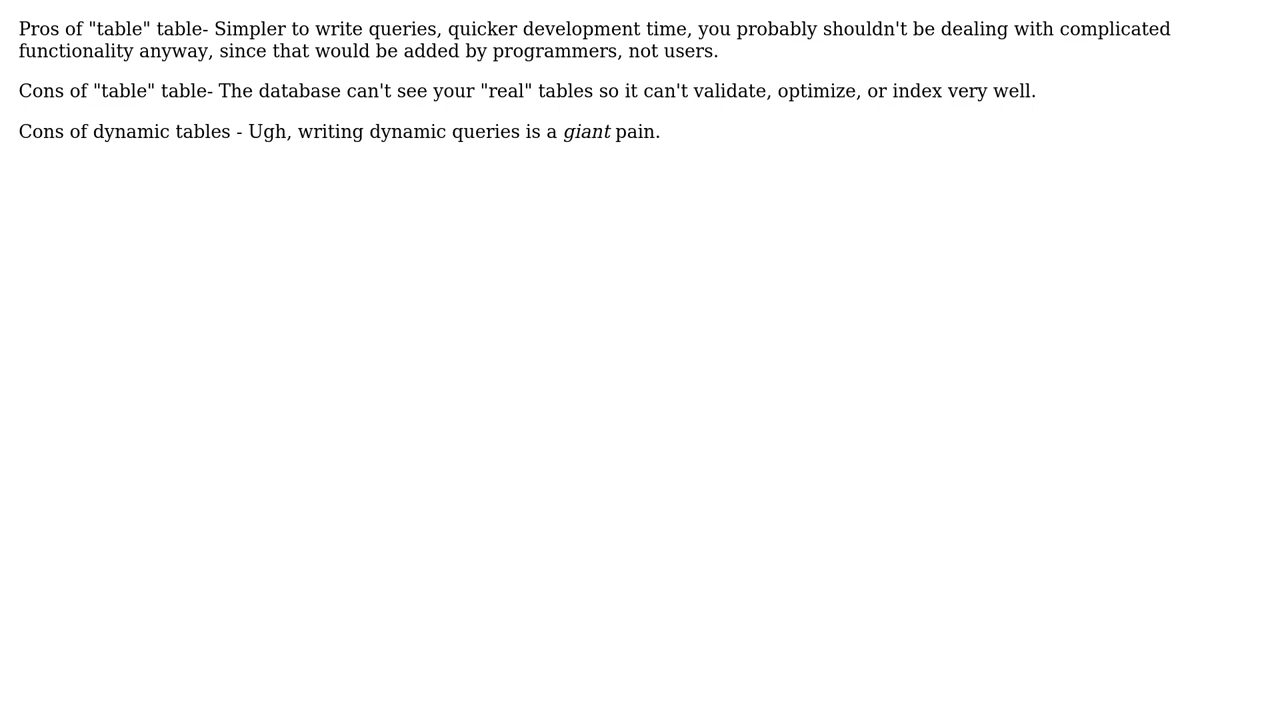 Pros of "table" table- Simpler to write queries, quicker development time, you probably shouldn't be dealing with complicated
functionality anyway, since that would be added by programmers, not users.
Cons of "table" table- The database can't see your "real" tables so it can't validate, optimize, or index very well.
Cons of dynamic tables - Ugh, writing dynamic queries is a giant pain.